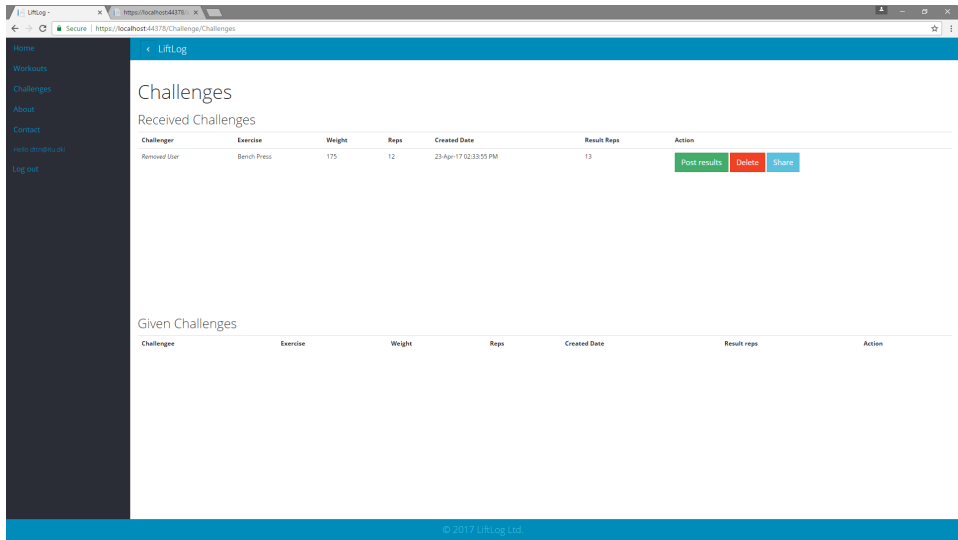 LiftLog -
https://localhost:44378/
Secure https://localhost:44378/Challenge/Challenges
Home
Workouts
Challenges
About
Contact
Log out
< LiftLog
Challenges
Received Challenges
Challenger Exercise Weight Reps Created Date Result Reps Action
Removed User Bench Press 175 12 23-Apr-17 02:33:55 PM 13 Post results Delete Share
Given Challenges
Challengee Exercise Weight Reps Created Date Result reps Action
© 2017 LiftLog Ltd.